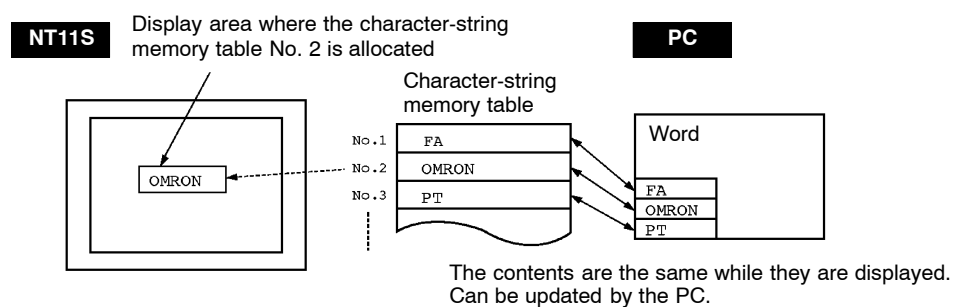 NT11S
Display area where the character-string
memory table No. 2 is allocated
PC
Character-string
memory table
No.1 FA
No.2 OMRON
No.3 PT
OMRON
Word
FA
OMRON
PT
The contents are the same while they are displayed.
Can be updated by the PC.